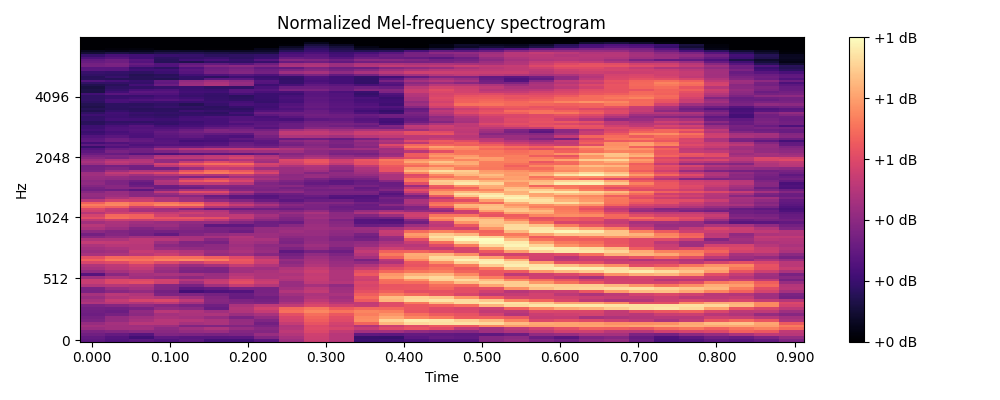 Normalized Mel-frequency spectrogram
Hz
4096
2048
1024
512
0
0.000 0.100 0.200 0.300 0.400 0.500 0.600 0.700 0.800 0.900
Time
+1 dB
+1 dB
+1 dB
+0 dB
+0 dB
+0 dB